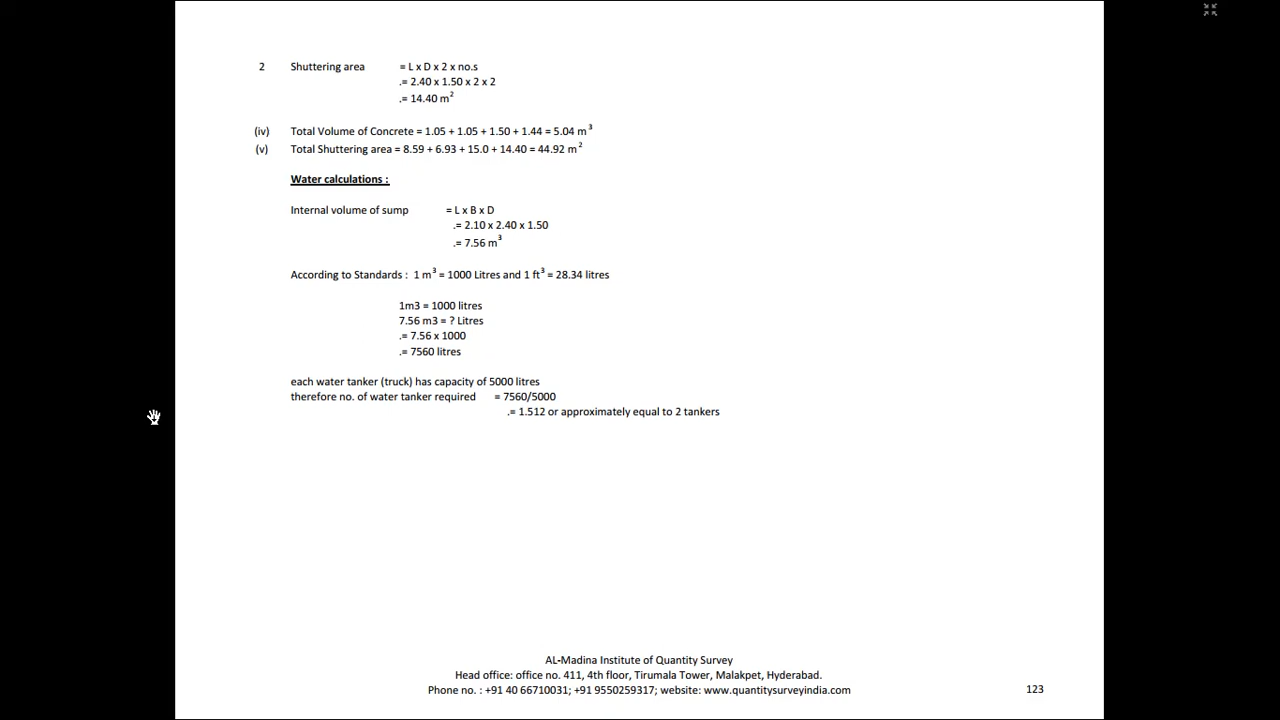 2 Shuttering area = L x D x 2 x no.s
.= 2.40 x 1.50 x 2 x 2
.= 14.40 m²
(iv) Total Volume of Concrete = 1.05 + 1.05 + 1.50 + 1.44 = 5.04 m³
(v) Total Shuttering area = 8.59 + 6.93 + 15.0 + 14.40 = 44.92 m²
Water calculations :
Internal volume of sump = L x B x D
.= 2.10 x 2.40 x 1.50
.= 7.56 m³
According to Standards : 1 m³ = 1000 Litres and 1 ft³ = 28.34 litres
1m3 = 1000 litres
7.56 m3 = ? Litres
.= 7.56 x 1000
.= 7560 litres
each water tanker (truck) has capacity of 5000 litres
therefore no. of water tanker required = 7560/5000
.= 1.512 or approximately equal to 2 tankers
AL-Madina Institute of Quantity Survey
Head office: office no. 411, 4th floor, Tirumala Tower, Malakpet, Hyderabad.
Phone no. : +91 40 66710031; +91 9550259317; website: www.quantitysurveyindia.com
123